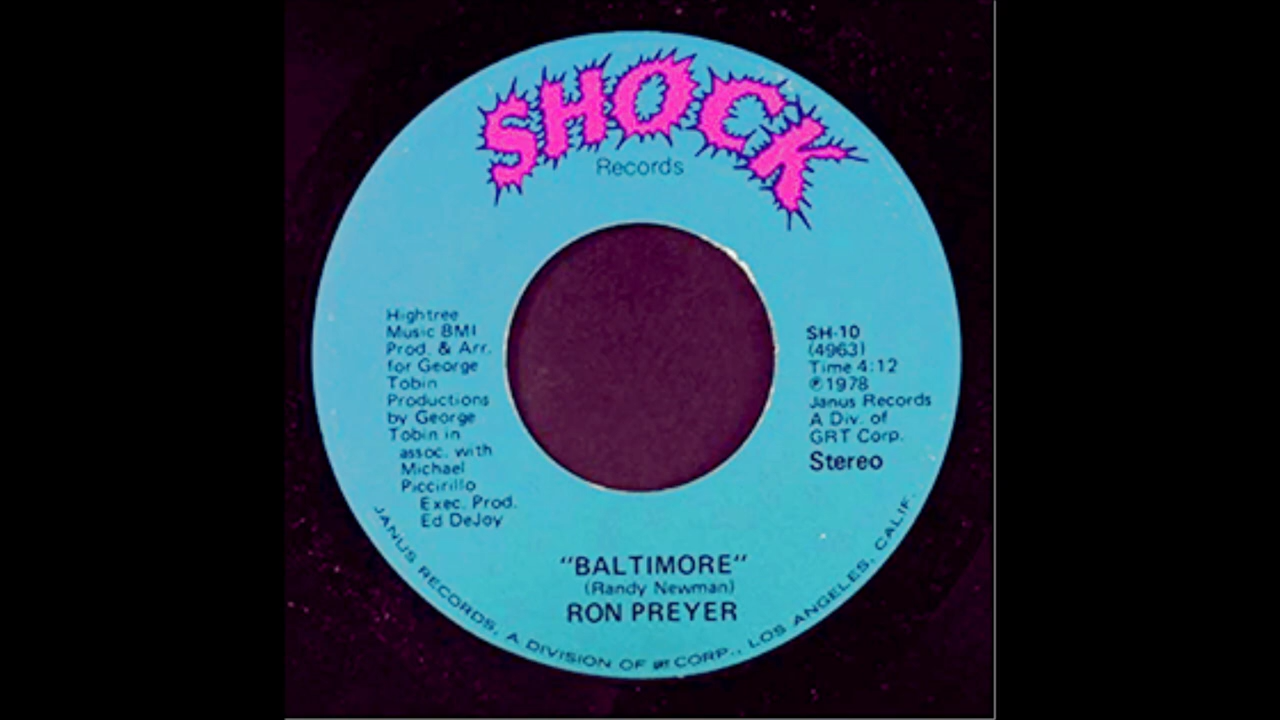 SHOCK
Records
Hightree
Music BMI
Prod. & Arr.
for George
Tobin
Productions
by George
Tobin in
assoc. with
Michael
Piccirillo
Exec. Prod.
Ed DeJoy
SH-10
(4963)
Time 4:12
℗1978
Janus Records
A Div. of
GRT Corp.
Stereo
"BALTIMORE"
(Randy Newman)
RON PREYER
JANUS RECORDS, A DIVISION OF GRT CORP., LOS ANGELES, CALIF.